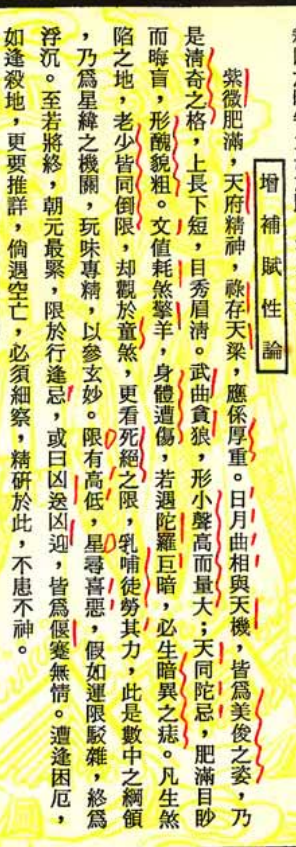 增補賦性論
紫微肥滿，天府精神，祿存天梁，應係厚重。日月曲相與天機，皆爲美俊之姿，乃
是清奇之格，上長下短，目秀眉清。武曲貪狼，形小聲高而量大；天同陀忌，肥滿目眇
而晦盲，形醜貌粗。文值耗煞擎羊，身體遭傷，若遇陀羅巨暗，必生暗異之痣。凡生煞
陷之地，老少皆同倒限，却觀於童煞，更看死絕之限，乳哺徒勞其力，此是數中之綱領
，乃爲星緯之機關，玩味專精，以參玄妙。限有高低，星尋喜惡，假如運限駁雜，終爲
浮沉。至若將終，朝元最緊，限於行逢忌，或曰凶送凶迎，皆爲偃蹇無情。遭逢困厄，
如逢殺地，更要推詳，倘遇空亡，必須細察，精研於此，不患不神。